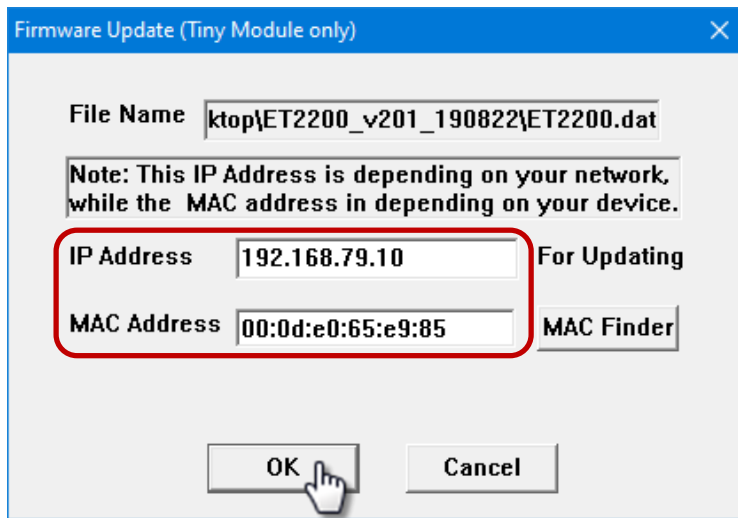 Firmware Update (Tiny Module only)
File Name ktop\ET2200_v201_190822\ET2200.dat
Note: This IP Address is depending on your network,
while the MAC address in depending on your device.
IP Address 192.168.79.10 For Updating
MAC Address 00:0d:e0:65:e9:85 MAC Finder
OK Cancel